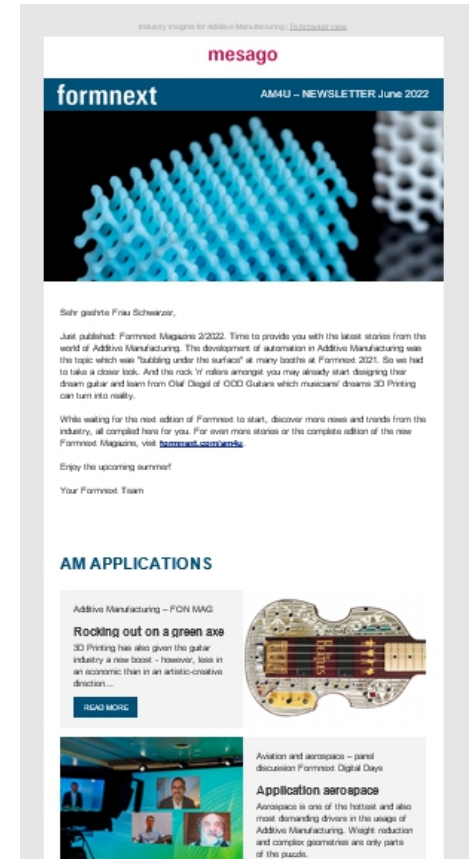 Industry insights for Additive Manufacturing | To browser view
mesago
formnext
AM4U – NEWSLETTER June 2022
Sehr geehrte Frau Schwarzer,
Just published: Formnext Magazine 2/2022. Time to provide you with the latest stories from the
world of Additive Manufacturing. The development of automation in Additive Manufacturing was
the topic which was "bubbling under the surface" at many booths at Formnext 2021. So we had
to take a closer look. And the rock 'n' rollers amongst you may already start designing their
dream guitar and learn from Olaf Diegel of ODD Guitars which musicians' dreams 3D Printing
can turn into reality.
While waiting for the next edition of Formnext to start, discover more news and trends from the
industry, all compiled here for you. For even more stories or the complete edition of the new
Formnext Magazine, visit formnext.com/am4u.
Enjoy the upcoming summer!
Your Formnext Team
AM APPLICATIONS
Additive Manufacturing – FON MAG
Rocking out on a green axe
3D Printing has also given the guitar
industry a new boost - however, less in
an economic than in an artistic-creative
direction...
READ MORE
Aviation and aerospace – panel
discussion Formnext Digital Days
Application aerospace
Aerospace is one of the hottest and also
most demanding drivers in the usage of
Additive Manufacturing. Weight reduction
and complex geometries are only parts
of the puzzle.